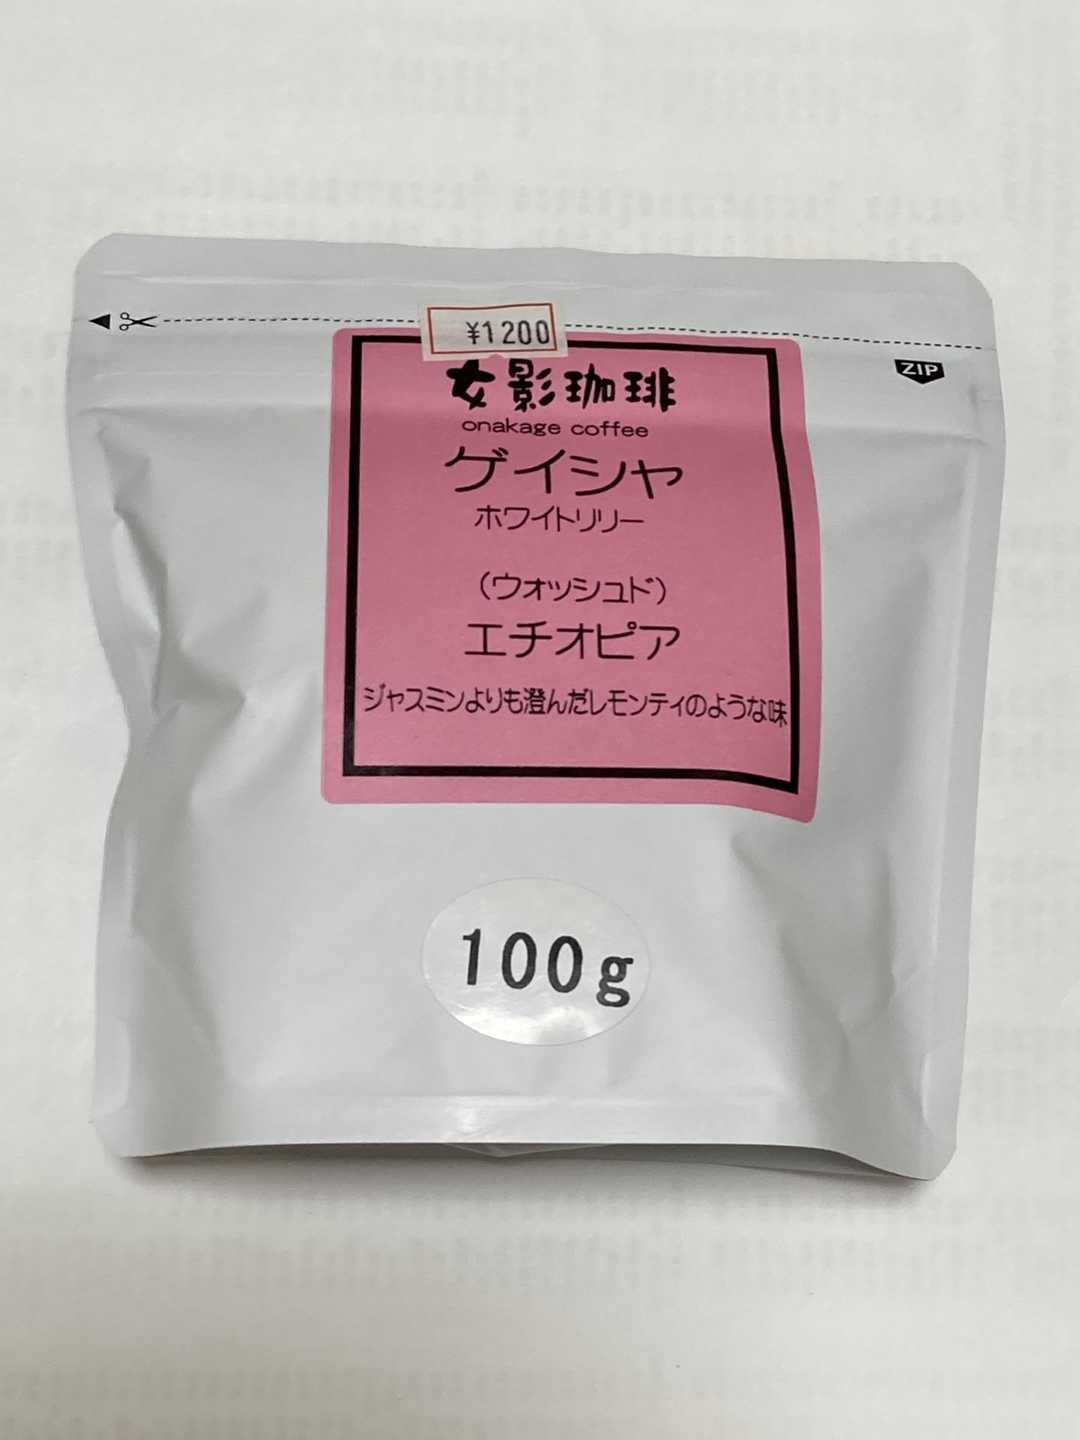 ¥1200
ZIP
女影珈琲
onakage coffee
ゲイシャ
ホワイトリリー
(ウォッシュド)
エチオピア
ジャスミンよりも澄んだレモンティのような味
100g